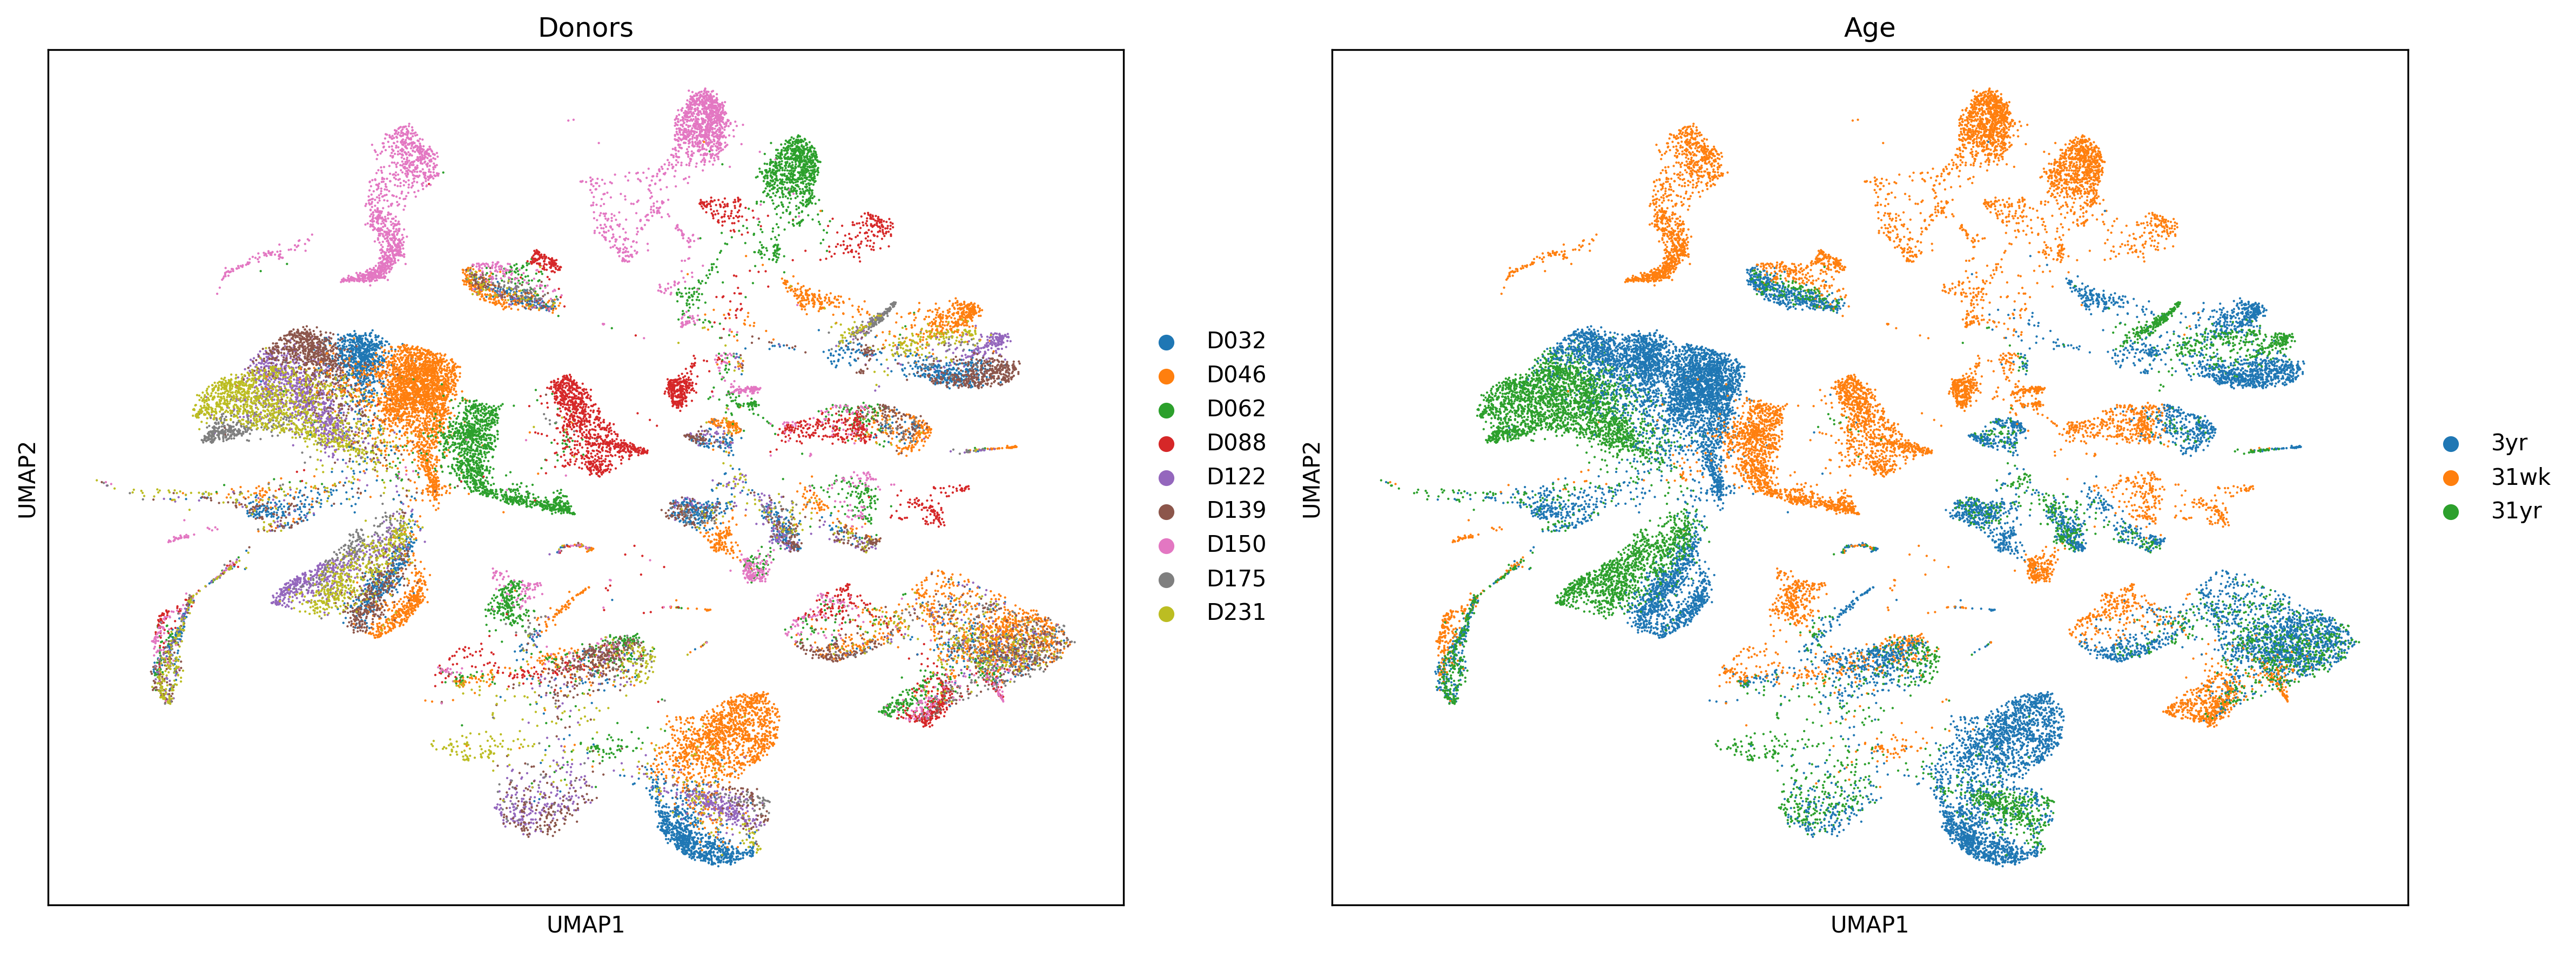 Donors
UMAP2
UMAP1
D032
D046
D062
D088
D122
D139
D150
D175
D231
Age
UMAP2
UMAP1
3yr
31wk
31yr